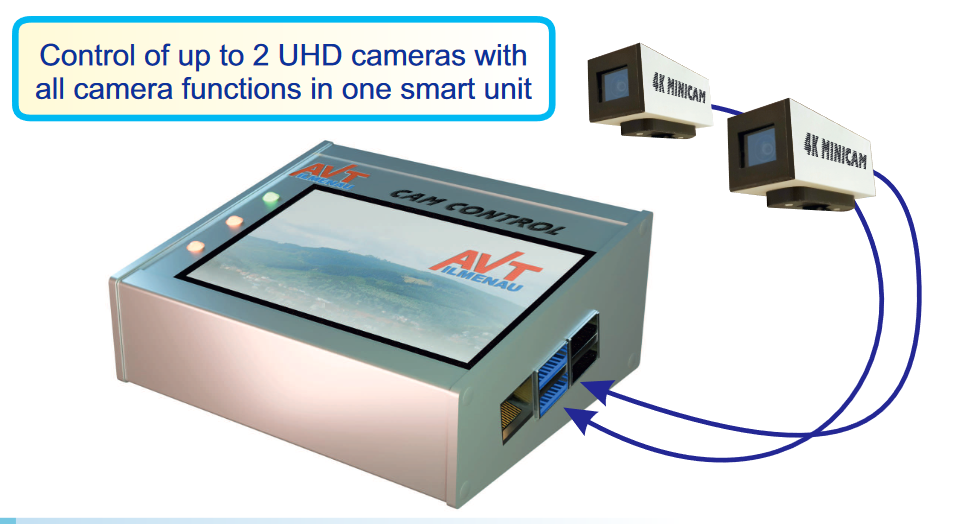 Control of up to 2 UHD cameras with
all camera functions in one smart unit
4K MINICAM
4K MINICAM
AVT
ILMENAU
CAM CONTROL
AVT
ILMENAU